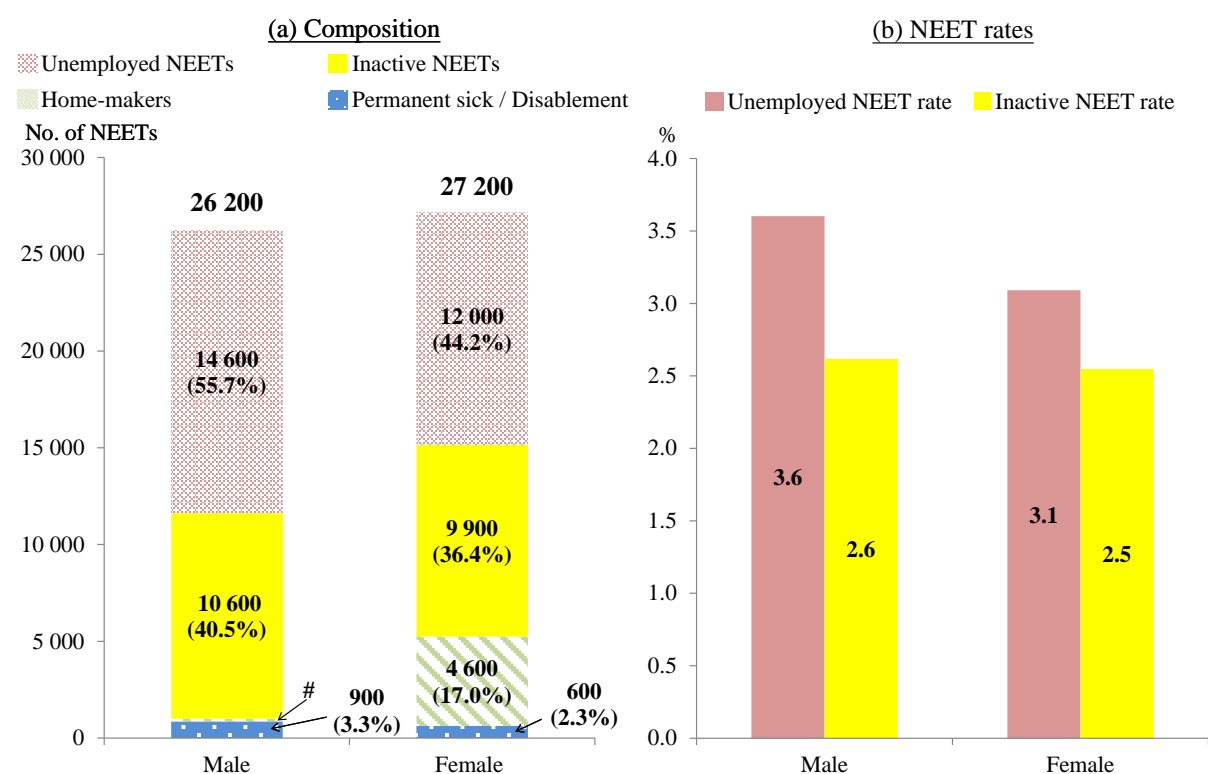 (a) Composition
Unemployed NEETs
Inactive NEETs
Home-makers
Permanent sick / Disablement
No. of NEETs
30 000
25 000
20 000
15 000
10 000
5 000
0
26 200
14 600
(55.7%)
10 600
(40.5%)
#
900
(3.3%)
27 200
12 000
(44.2%)
9 900
(36.4%)
4 600
(17.0%)
600
(2.3%)
Male
Female
(b) NEET rates
Unemployed NEET rate
Inactive NEET rate
%
4.0
3.5
3.0
2.5
2.0
1.5
1.0
0.5
0.0
3.6
2.6
3.1
2.5
Male
Female